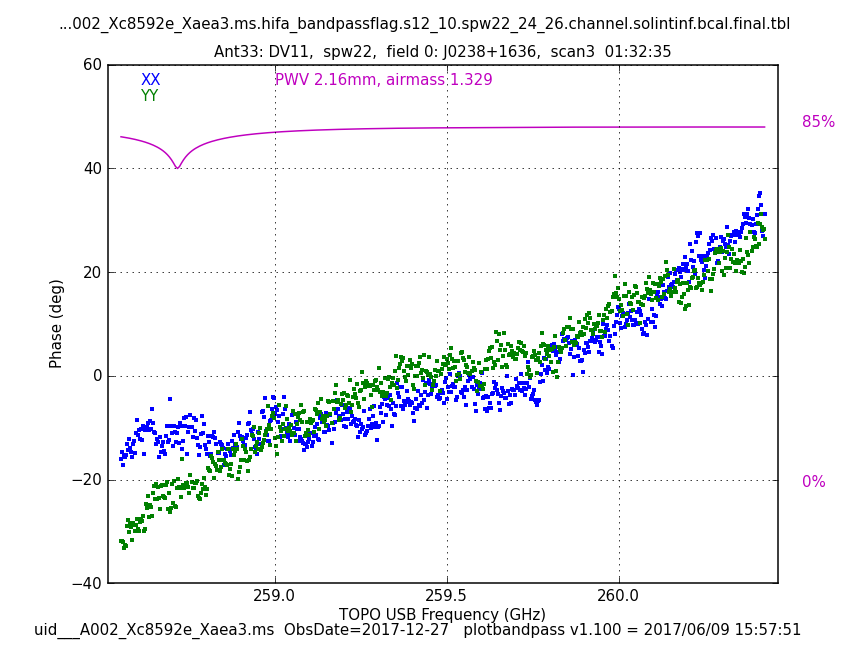 ...002_Xc8592e_Xaea3.ms.hifa_bandpassflag.s12_10.spw22_24_26.channel.solintinf.bcal.final.tbl
Ant33: DV11,  spw22,  field 0: J0238+1636,  scan3  01:32:35
XX
YY
PWV 2.16mm, airmass 1.329
85%
0%
60
40
20
0
−20
−40
Phase (deg)
259.0
259.5
260.0
TOPO USB Frequency (GHz)
uid___A002_Xc8592e_Xaea3.ms  ObsDate=2017-12-27   plotbandpass v1.100 = 2017/06/09 15:57:51